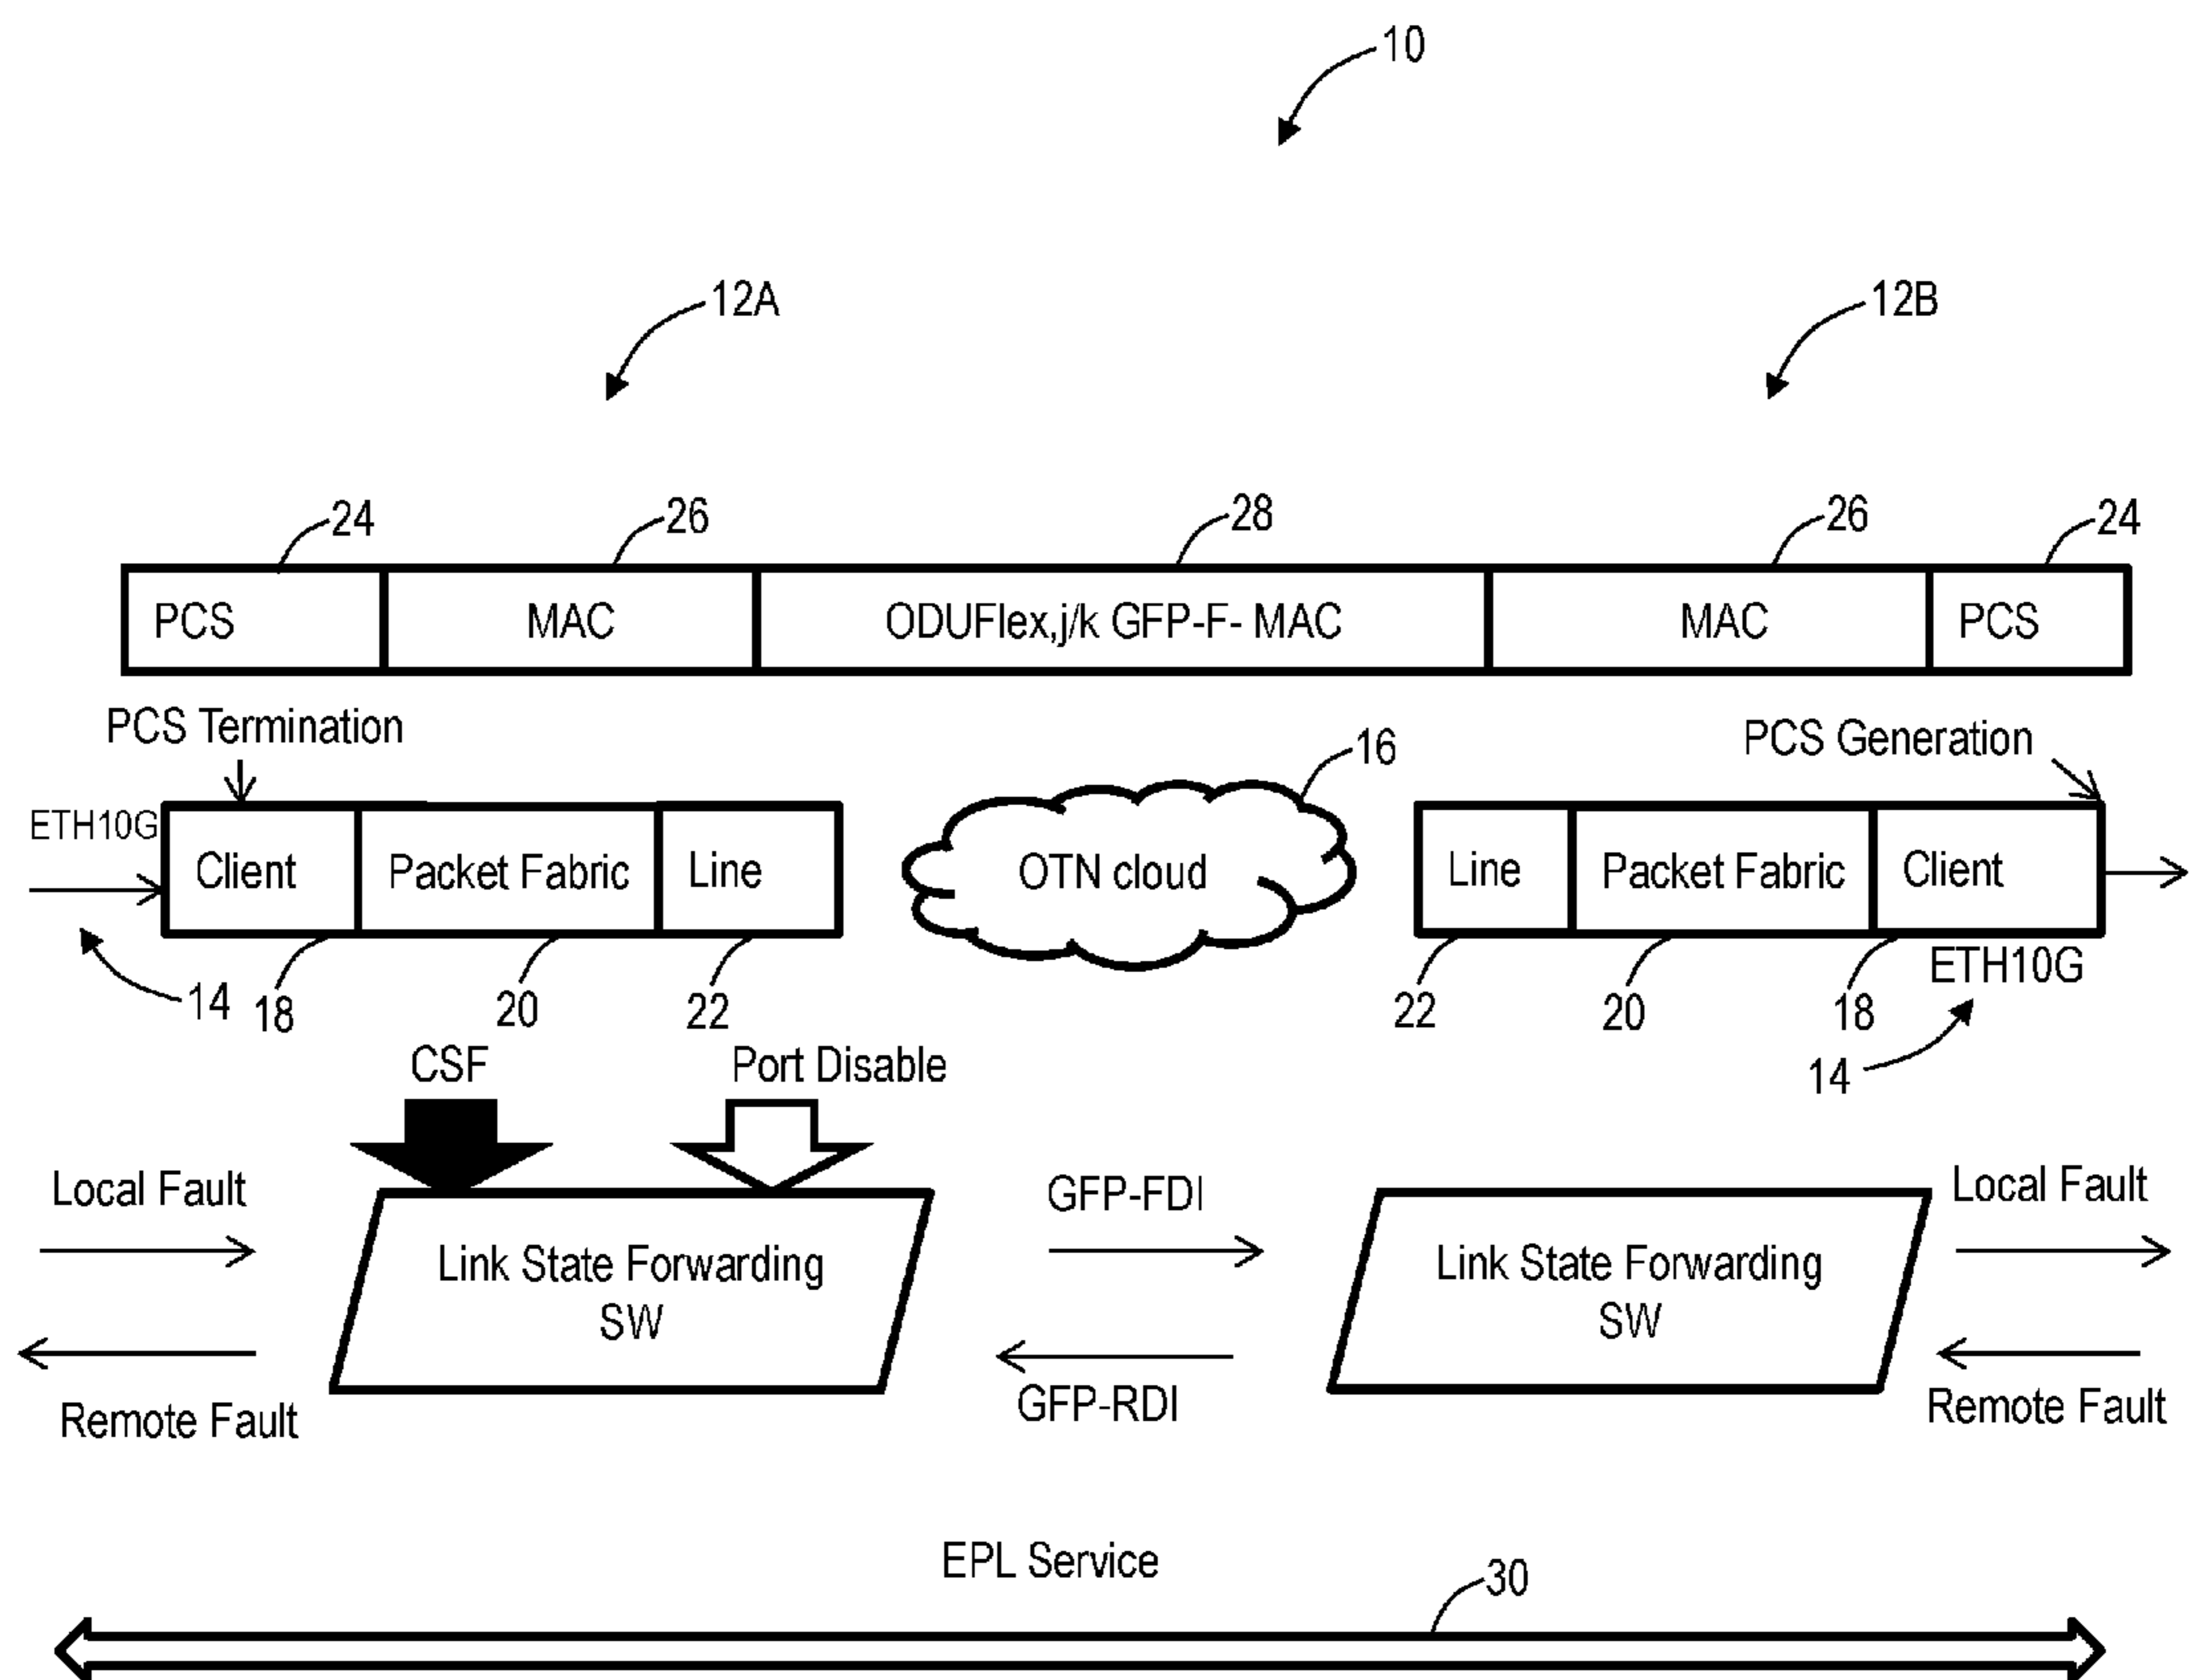 10
12A
12B
24
26
28
26
24
PCS
MAC
ODUFlex,j/k GFP-F- MAC
MAC
PCS
PCS Termination
16
PCS Generation
ETH10G
Client
Packet Fabric
Line
OTN cloud
Line
Packet Fabric
Client
14
18
20
22
22
20
18
ETH10G
14
CSF
Port Disable
Local Fault
GFP-FDI
Local Fault
Link State Forwarding
SW
Link State Forwarding
SW
Remote Fault
GFP-RDI
Remote Fault
EPL Service
30